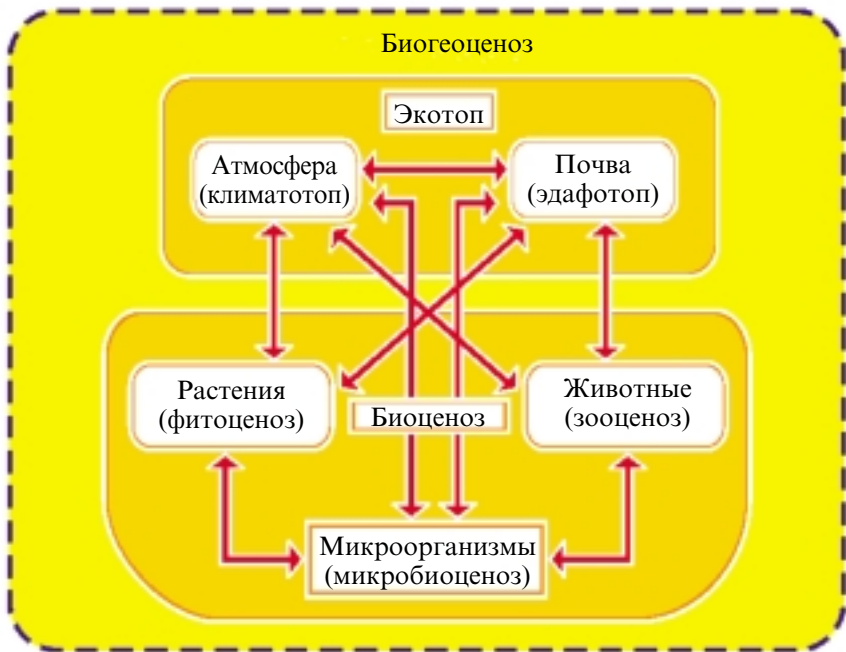 Биогеоценоз
Экотоп
Атмосфера
(климатотоп)
Почва
(эдафотоп)
Растения
(фитоценоз)
Биоценоз
Животные
(зооценоз)
Микроорганизмы
(микробиоценоз)